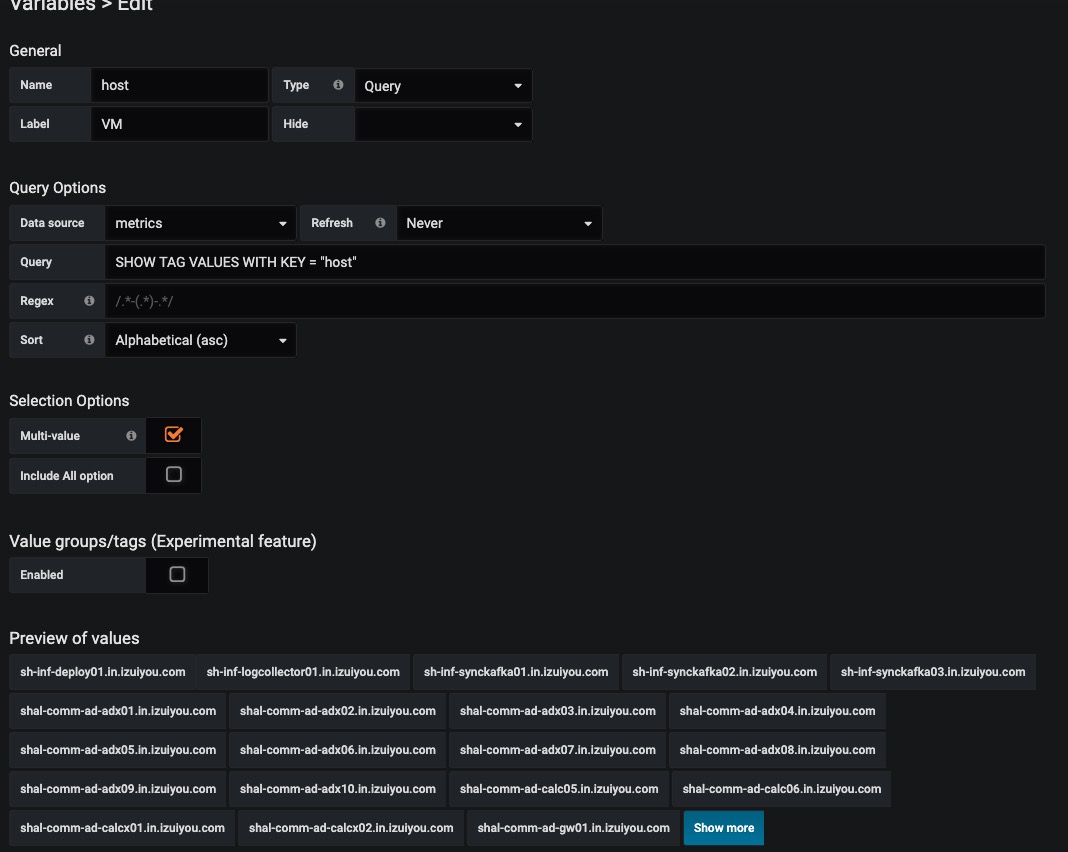 Variables > Edit
General
Name host Type Query
Label VM Hide
Query Options
Data source metrics Refresh Never
Query SHOW TAG VALUES WITH KEY = "host"
Regex /.*-(.*)-.*/
Sort Alphabetical (asc)
Selection Options
Multi-value
Include All option
Value groups/tags (Experimental feature)
Enabled
Preview of values
sh-inf-deploy01.in.izuiyou.com sh-inf-logcollector01.in.izuiyou.com sh-inf-synckafka01.in.izuiyou.com sh-inf-synckafka02.in.izuiyou.com sh-inf-synckafka03.in.izuiyou.com
shal-comm-ad-adx01.in.izuiyou.com shal-comm-ad-adx02.in.izuiyou.com shal-comm-ad-adx03.in.izuiyou.com shal-comm-ad-adx04.in.izuiyou.com
shal-comm-ad-adx05.in.izuiyou.com shal-comm-ad-adx06.in.izuiyou.com shal-comm-ad-adx07.in.izuiyou.com shal-comm-ad-adx08.in.izuiyou.com
shal-comm-ad-adx09.in.izuiyou.com shal-comm-ad-adx10.in.izuiyou.com shal-comm-ad-calc05.in.izuiyou.com shal-comm-ad-calc06.in.izuiyou.com
shal-comm-ad-calcx01.in.izuiyou.com shal-comm-ad-calcx02.in.izuiyou.com shal-comm-ad-gw01.in.izuiyou.com Show more